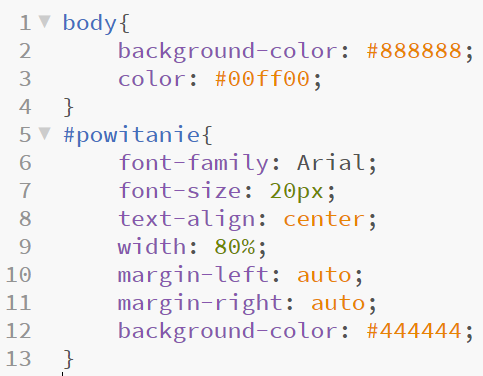 1 body{
2 background-color: #888888;
3 color: #00ff00;
4 }
5 #powitanie{
6 font-family: Arial;
7 font-size: 20px;
8 text-align: center;
9 width: 80%;
10 margin-left: auto;
11 margin-right: auto;
12 background-color: #444444;
13 }